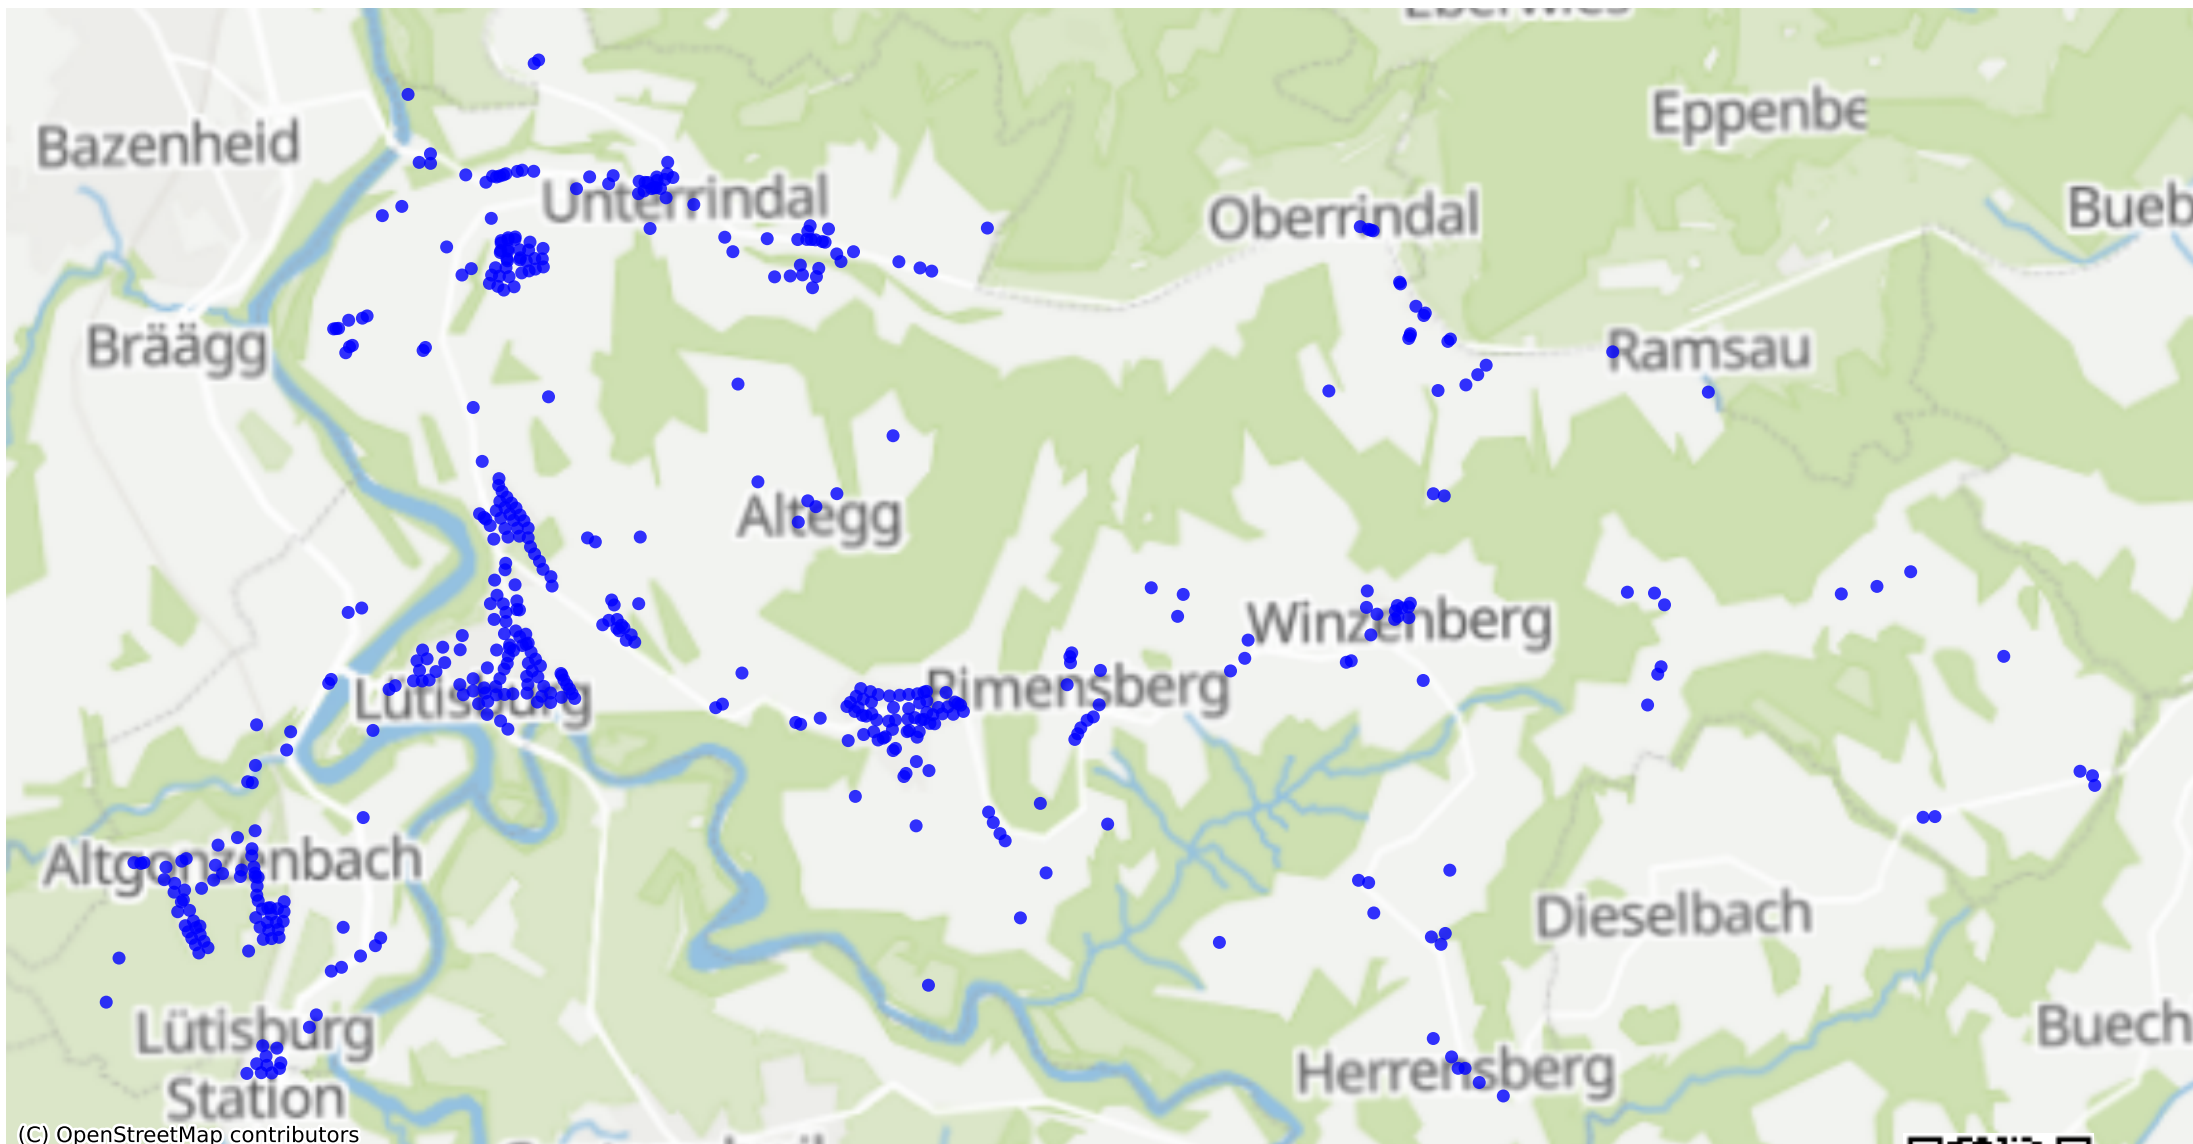 Eppenbe
Bazenheid
Unterrindal
Oberrindal
Bueb
Bräägg
Ramsau
Altegg
Winzenberg
Rimensberg
Lütisburg
Altgonzenbach
Dieselbach
Lütisburg
Station
Buech
Herrensberg
(C) OpenStreetMap contributors